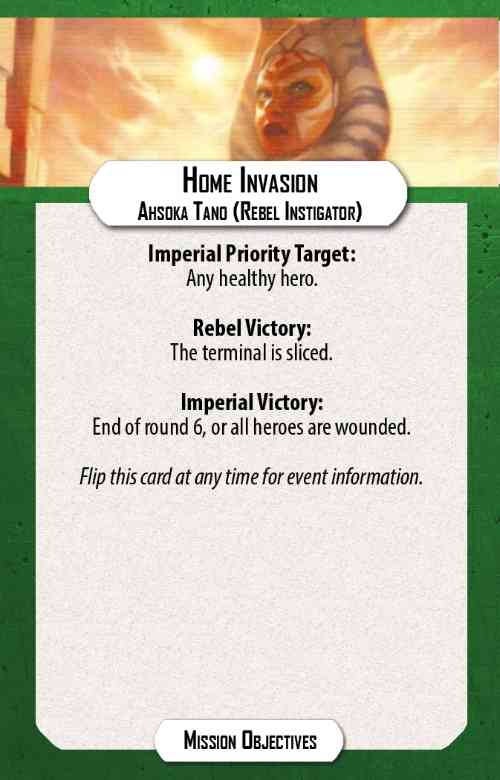 Home Invasion
Ahsoka Tano (Rebel Instigator)
Imperial Priority Target:
Any healthy hero.
Rebel Victory:
The terminal is sliced.
Imperial Victory:
End of round 6, or all heroes are wounded.
Flip this card at any time for event information.
Mission Objectives